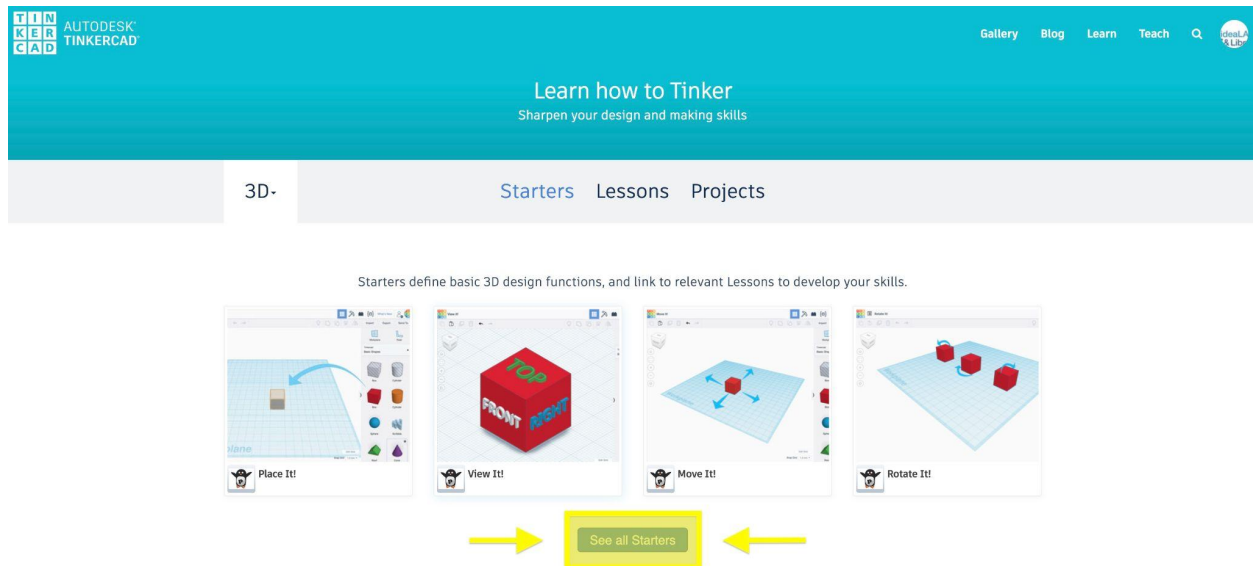 TIN
KER
CAD
AUTODESK®
TINKERCAD®
Gallery Blog Learn Teach
Learn how to Tinker
Sharpen your design and making skills
3D
Starters Lessons Projects
Starters define basic 3D design functions, and link to relevant Lessons to develop your skills.
TOP
FRONT
RIGHT
Place It!
View It!
Move It!
Rotate It!
See all Starters